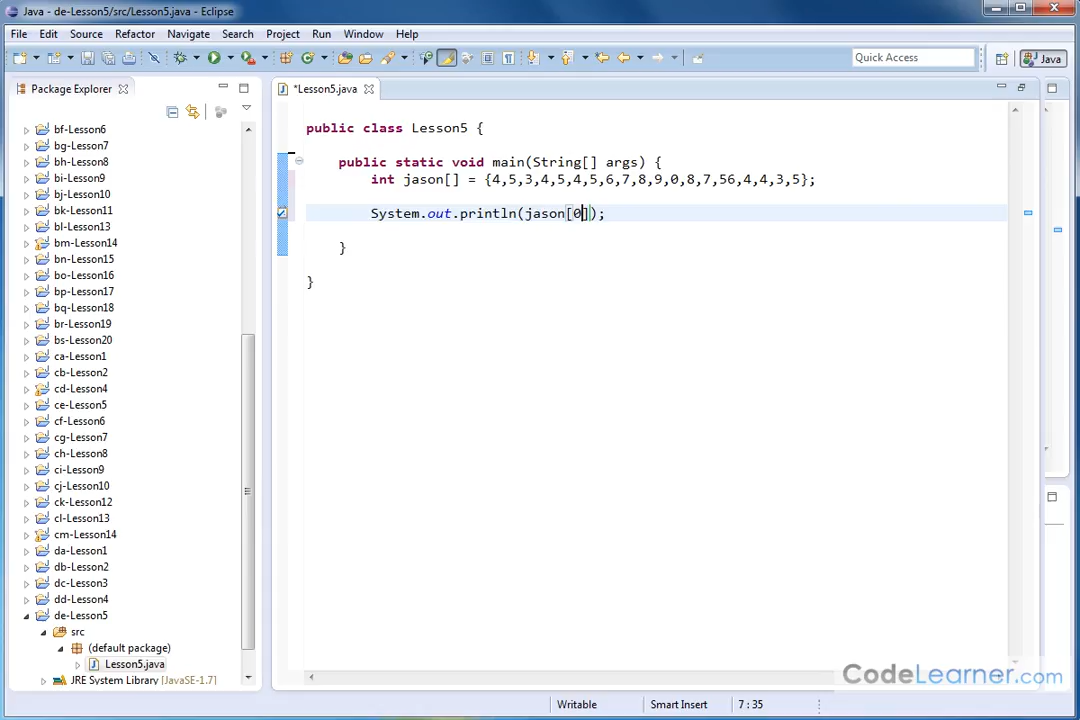 Java - de-Lesson5/src/Lesson5.java - Eclipse
File Edit Source Refactor Navigate Search Project Run Window Help
Quick Access
Java
Package Explorer
*Lesson5.java
bf-Lesson6
bg-Lesson7
bh-Lesson8
bi-Lesson9
bj-Lesson10
bk-Lesson11
bl-Lesson13
bm-Lesson14
bn-Lesson15
bo-Lesson16
bp-Lesson17
bq-Lesson18
br-Lesson19
bs-Lesson20
ca-Lesson1
cb-Lesson2
cd-Lesson4
ce-Lesson5
cf-Lesson6
cg-Lesson7
ch-Lesson8
ci-Lesson9
cj-Lesson10
ck-Lesson12
cl-Lesson13
cm-Lesson14
da-Lesson1
db-Lesson2
dc-Lesson3
dd-Lesson4
de-Lesson5
src
(default package)
Lesson5.java
JRE System Library [JavaSE-1.7]
public class Lesson5 {
public static void main(String[] args) {
int jason[] = {4,5,3,4,5,4,5,6,7,8,9,0,8,7,56,4,4,3,5};
System.out.println(jason[0]);
}
}
CodeLearner.com
Writable
Smart Insert
7 : 35